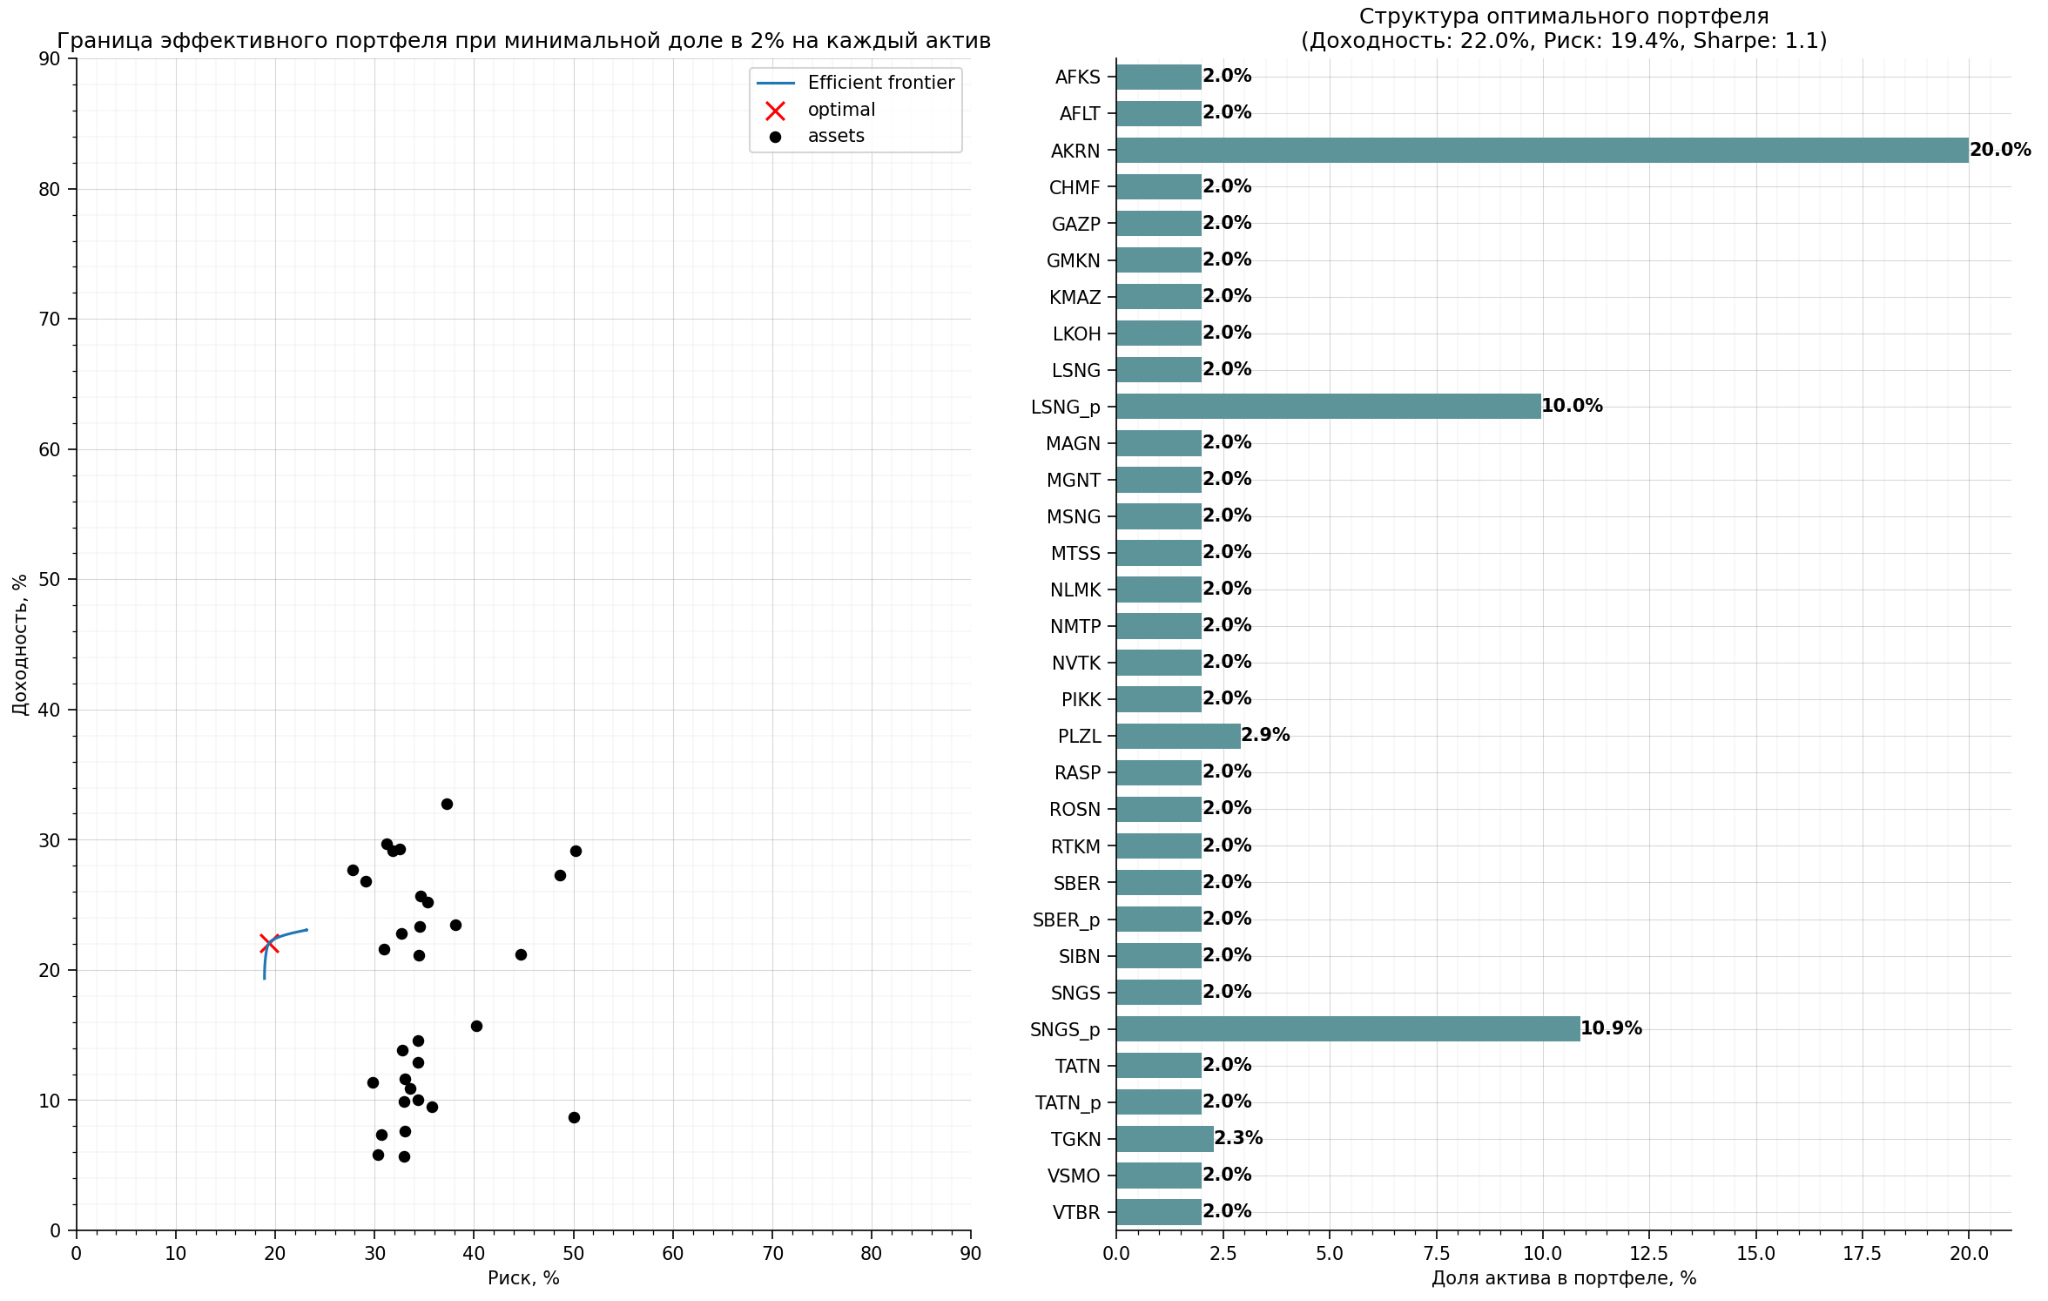 Граница эффективного портфеля при минимальной доле в 2% на каждый актив
90
80
70
60
50
40
30
20
10
0
Доходность, %
Efficient frontier
optimal
assets
0 10 20 30 40 50 60 70 80 90
Риск, %
Структура оптимального портфеля
(Доходность: 22.0%, Риск: 19.4%, Sharpe: 1.1)
AFKS 2.0%
AFLT 2.0%
AKRN 20.0%
CHMF 2.0%
GAZP 2.0%
GMKN 2.0%
KMAZ 2.0%
LKOH 2.0%
LSNG 2.0%
LSNG_p 10.0%
MAGN 2.0%
MGNT 2.0%
MSNG 2.0%
MTSS 2.0%
NLMK 2.0%
NMTP 2.0%
NVTK 2.0%
PIKK 2.0%
PLZL 2.9%
RASP 2.0%
ROSN 2.0%
RTKM 2.0%
SBER 2.0%
SBER_p 2.0%
SIBN 2.0%
SNGS 2.0%
SNGS_p 10.9%
TATN 2.0%
TATN_p 2.0%
TGKN 2.3%
VSMO 2.0%
VTBR 2.0%
0.0 2.5 5.0 7.5 10.0 12.5 15.0 17.5 20.0
Доля актива в портфеле, %